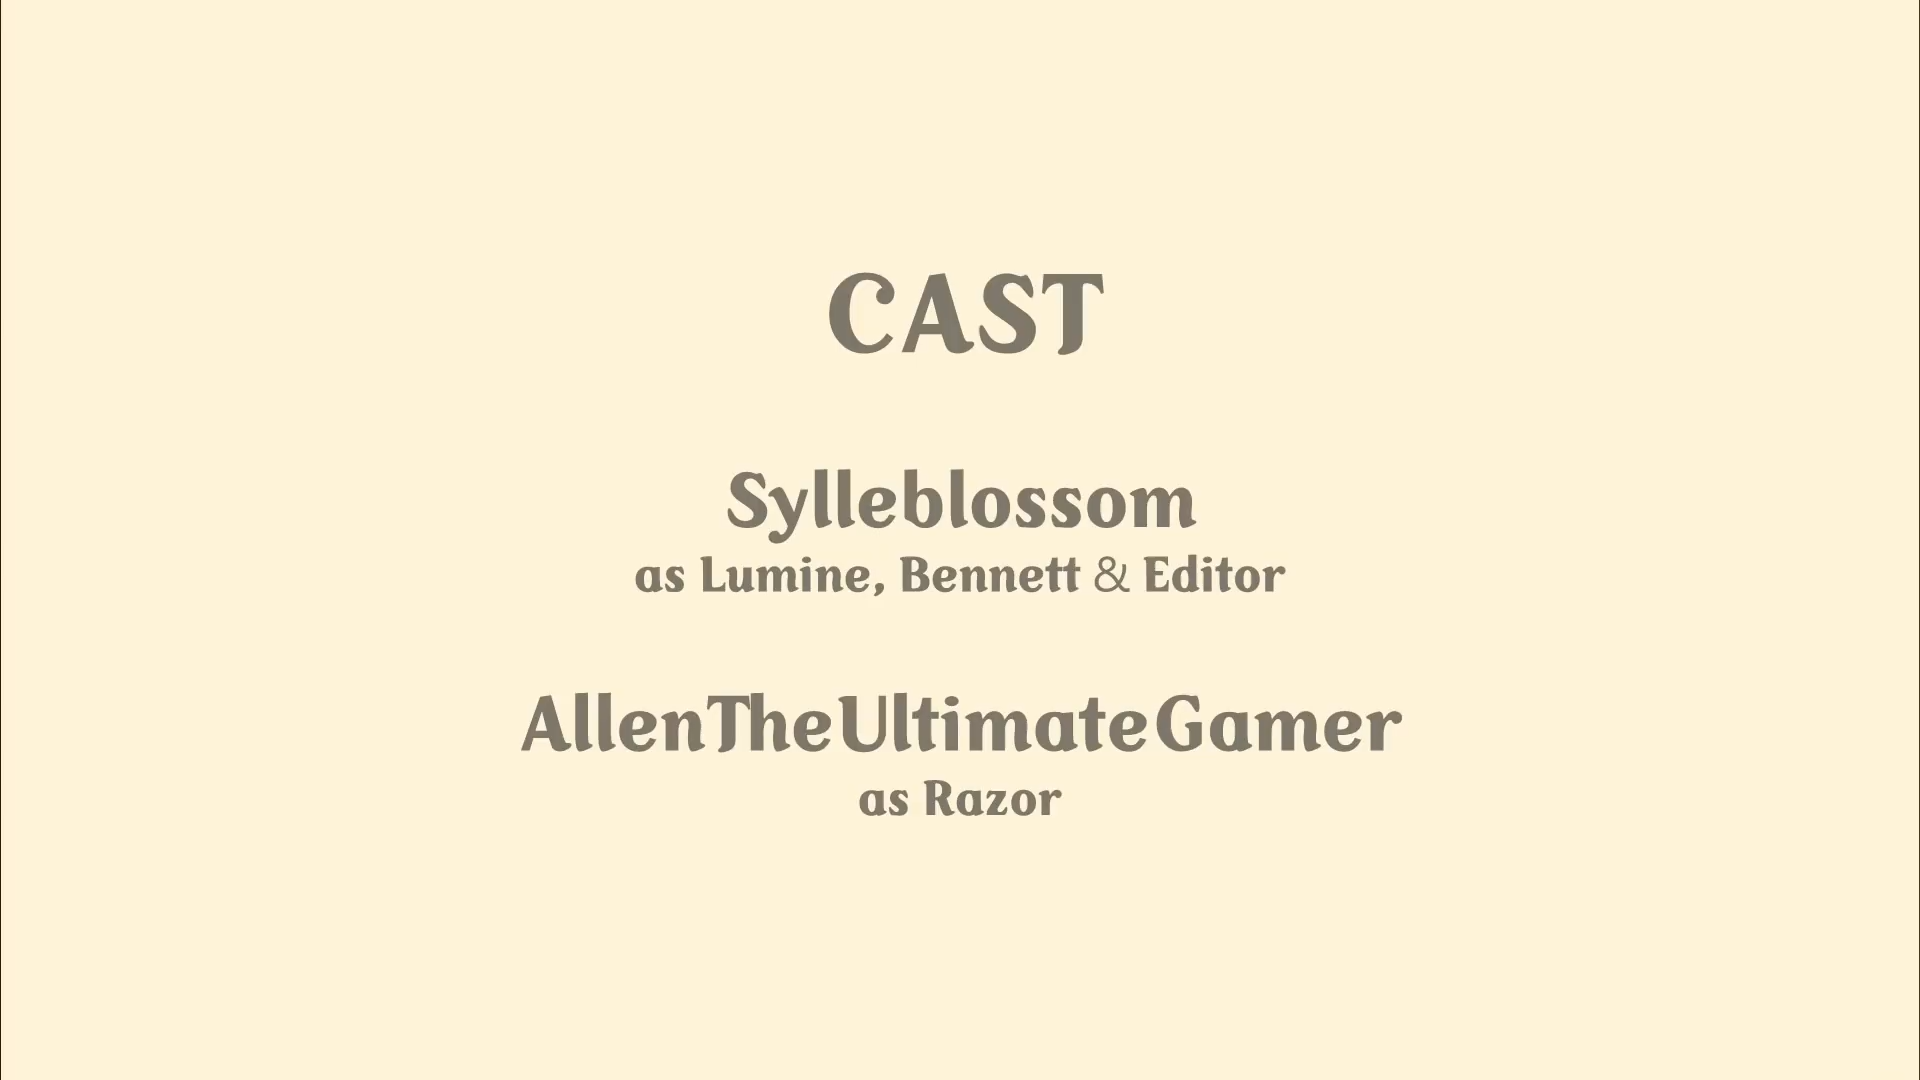 CAST
Sylleblossom
as Lumine, Bennett & Editor
AllenTheUltimateGamer
as Razor